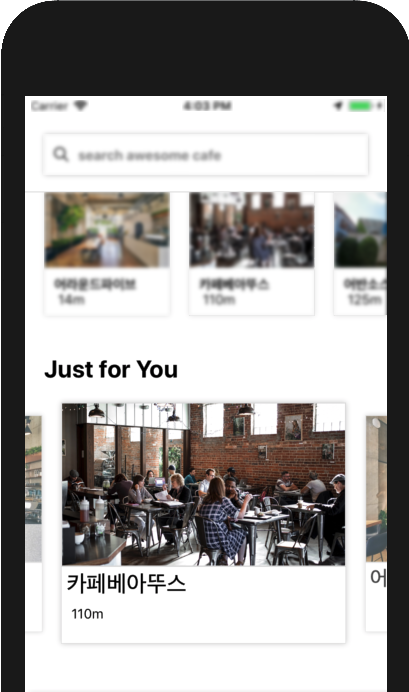 Carrier
4:03 PM
search awesome cafe
어라운드파이브
14m
카페베아뚜스
110m
어반소스
125m
Just for You
카페베아뚜스
110m
어